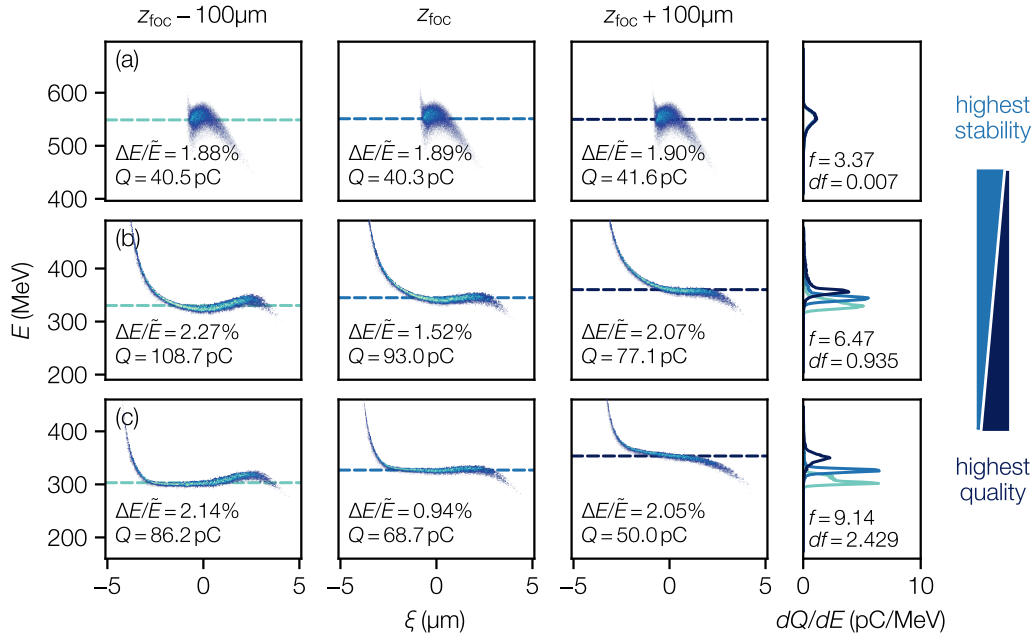 z_foc − 100µm
z_foc
z_foc + 100µm
(a)
600
500
400
ΔE/Ẽ = 1.88%
Q = 40.5 pC
ΔE/Ẽ = 1.89%
Q = 40.3 pC
ΔE/Ẽ = 1.90%
Q = 41.6 pC
f = 3.37
df = 0.007
highest
stability
(b)
E (MeV)
400
300
200
ΔE/Ẽ = 2.27%
Q = 108.7 pC
ΔE/Ẽ = 1.52%
Q = 93.0 pC
ΔE/Ẽ = 2.07%
Q = 77.1 pC
f = 6.47
df = 0.935
(c)
400
300
200
ΔE/Ẽ = 2.14%
Q = 86.2 pC
ΔE/Ẽ = 0.94%
Q = 68.7 pC
ΔE/Ẽ = 2.05%
Q = 50.0 pC
f = 9.14
df = 2.429
highest
quality
−5 0 5
−5 0 5
−5 0 5
0 10
ξ (µm)
dQ/dE (pC/MeV)